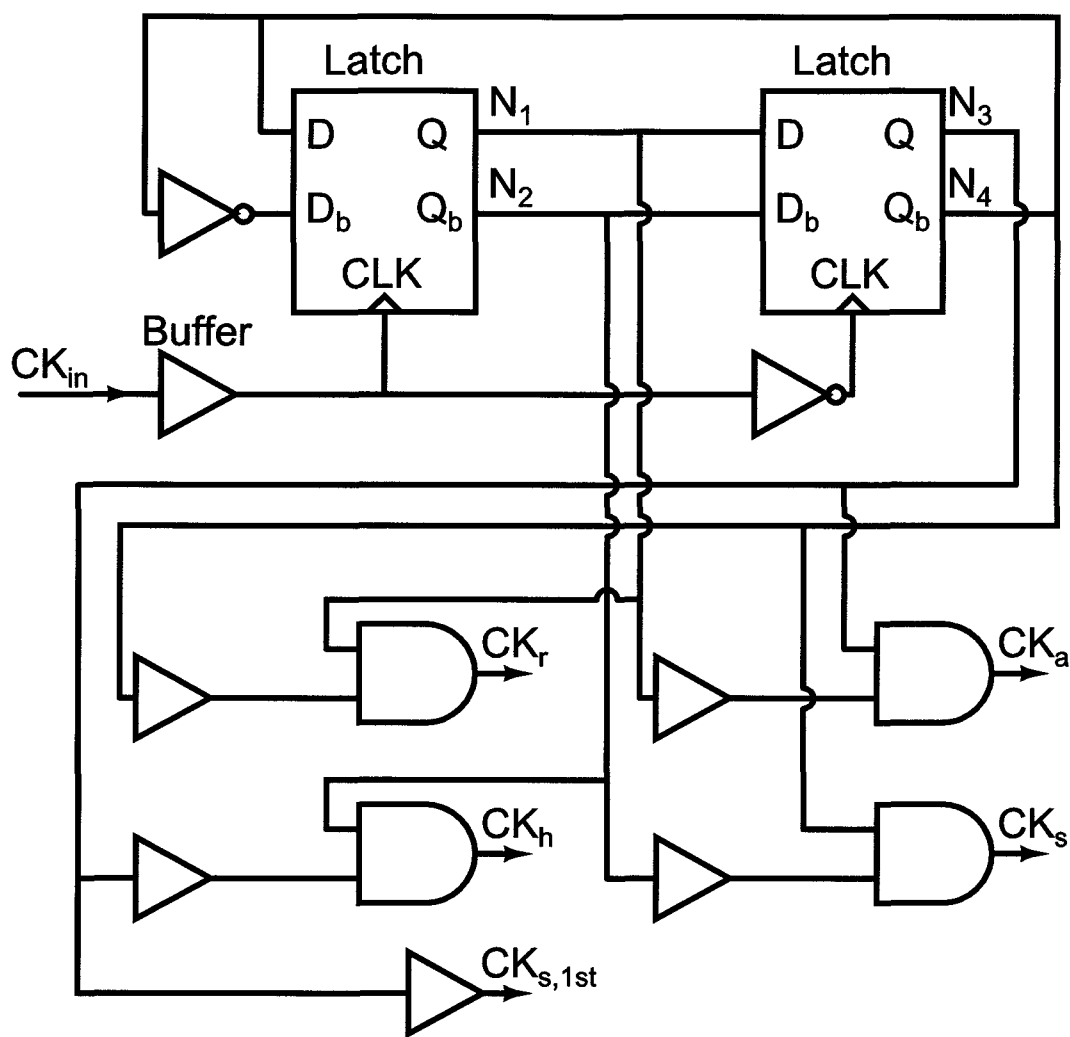 Latch
Latch
D Q
N1
D Q
N3
Db Qb
N2
Db Qb
N4
CLK
CLK
Buffer
CKin
CKr
CKa
CKh
CKs
CKs,1st